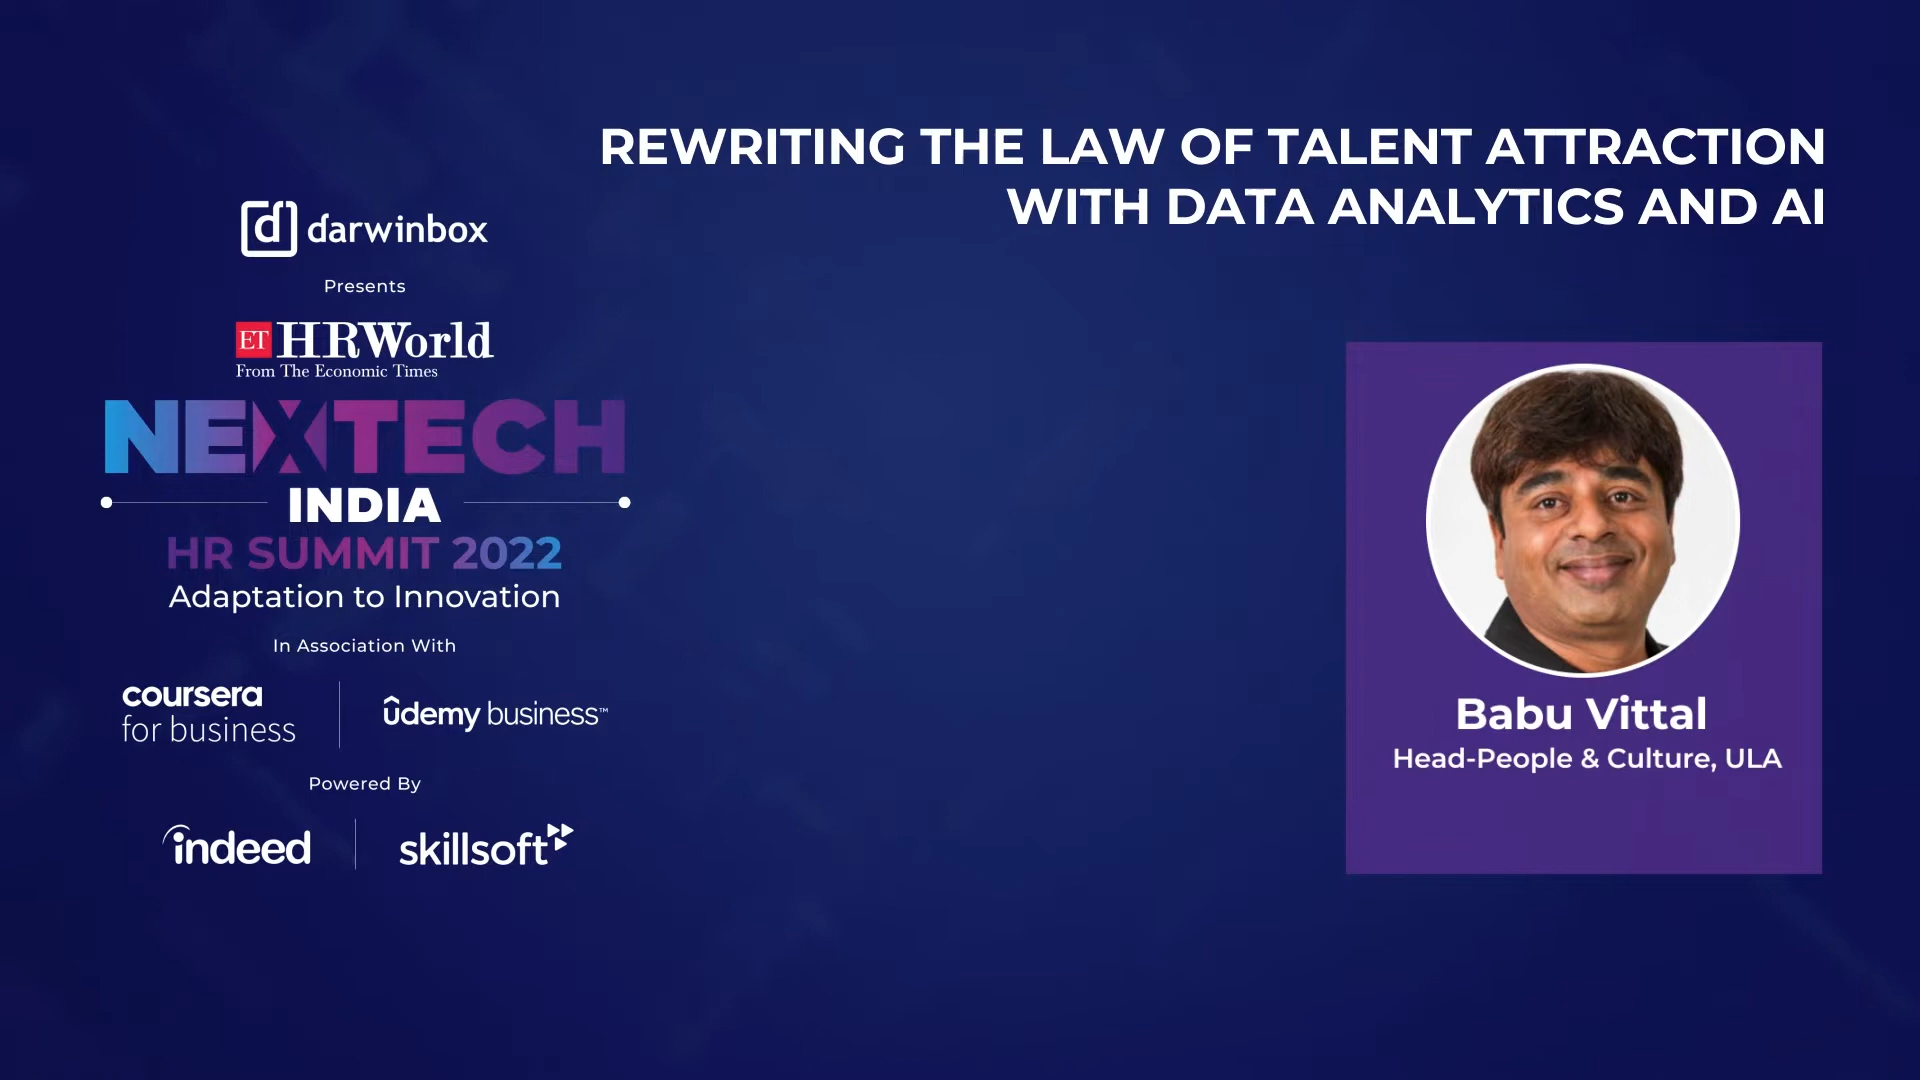 REWRITING THE LAW OF TALENT ATTRACTION
WITH DATA ANALYTICS AND AI
darwinbox
Presents
ET HRWorld
From The Economic Times
NEXTECH
INDIA
HR SUMMIT 2022
Adaptation to Innovation
In Association With
coursera
for business
udemy business™
Powered By
indeed
skillsoft
Babu Vittal
Head-People & Culture, ULA